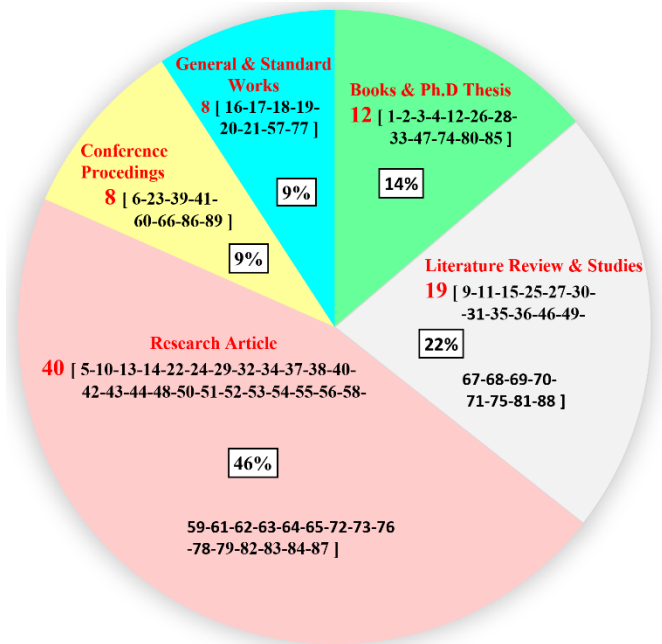 General & Standard
Works
8 [ 16-17-18-19-
20-21-57-77 ]
9%
Books & Ph.D Thesis
12 [ 1-2-3-4-12-26-28-
33-47-74-80-85 ]
14%
Conference
Procedings
8 [ 6-23-39-41-
60-66-86-89 ]
9%
Literature Review & Studies
19 [ 9-11-15-25-27-30-
-31-35-36-46-49-
22%
67-68-69-70-
71-75-81-88 ]
Research Article
40 [ 5-10-13-14-22-24-29-32-34-37-38-40-
42-43-44-48-50-51-52-53-54-55-56-58-
46%
59-61-62-63-64-65-72-73-76
-78-79-82-83-84-87 ]